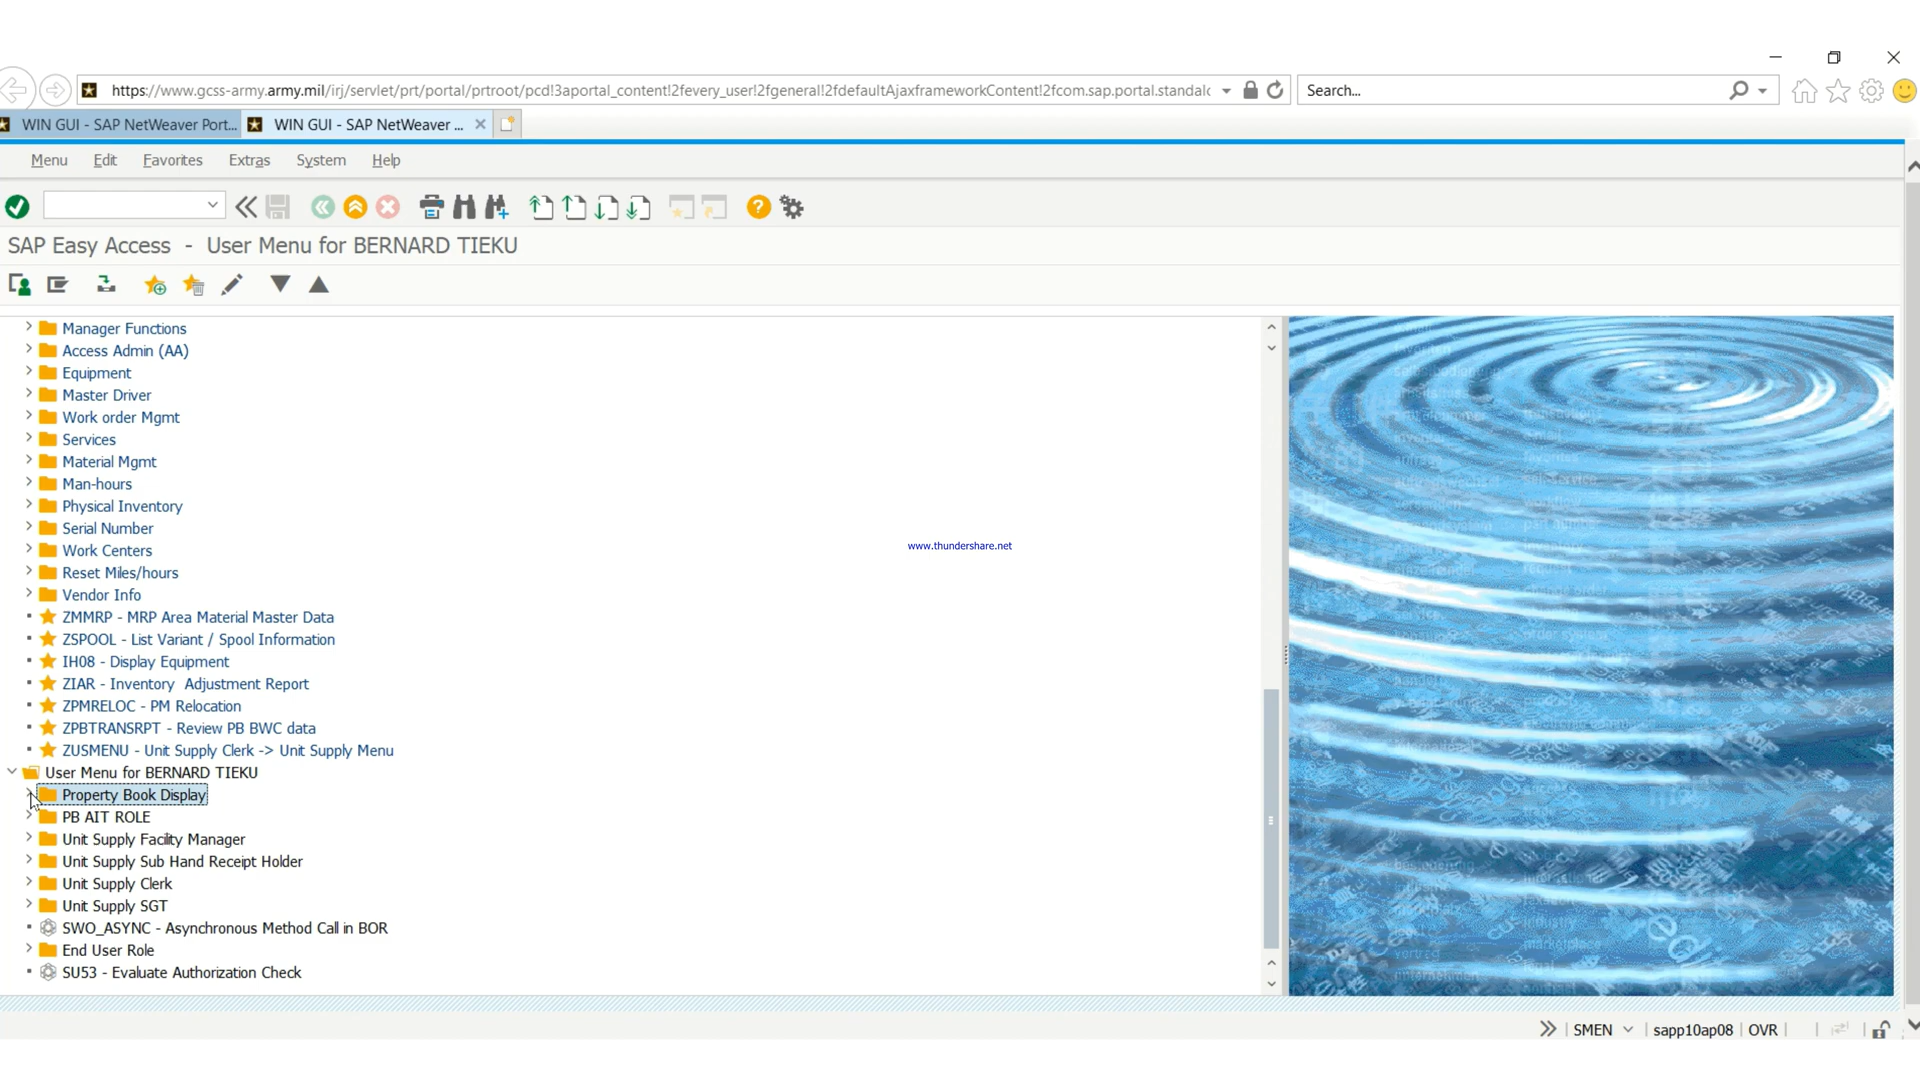 https://www.gcss-army.army.mil/irj/servlet/prt/portal/prtroot/pcd!3aportal_content!2fevery_user!2fgeneral!2fdefaultAjaxframeworkContent!2fcom.sap.portal.standalc
Search...
WIN GUI - SAP NetWeaver Port...
WIN GUI - SAP NetWeaver ...
Menu Edit Favorites Extras System Help
SAP Easy Access - User Menu for BERNARD TIEKU
Manager Functions
Access Admin (AA)
Equipment
Master Driver
Work order Mgmt
Services
Material Mgmt
Man-hours
Physical Inventory
Serial Number
www.thundershare.net
Work Centers
Reset Miles/hours
Vendor Info
ZMMRP - MRP Area Material Master Data
ZSPOOL - List Variant / Spool Information
IH08 - Display Equipment
ZIAR - Inventory Adjustment Report
ZPMRELOC - PM Relocation
ZPBTRANSRPT - Review PB BWC data
ZUSMENU - Unit Supply Clerk -> Unit Supply Menu
User Menu for BERNARD TIEKU
Property Book Display
PB AIT ROLE
Unit Supply Facility Manager
Unit Supply Sub Hand Receipt Holder
Unit Supply Clerk
Unit Supply SGT
SWO_ASYNC - Asynchronous Method Call in BOR
End User Role
SU53 - Evaluate Authorization Check
SMEN sapp10ap08 OVR